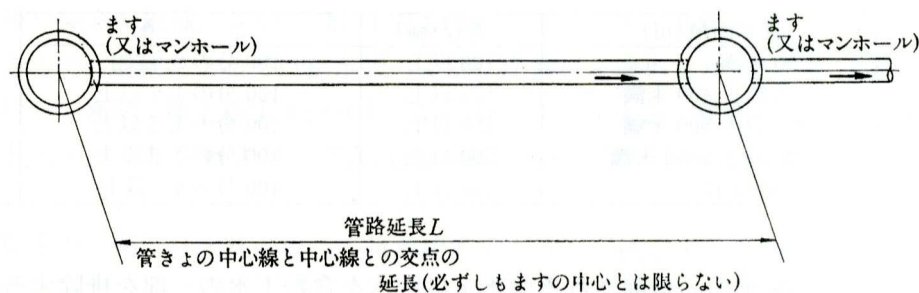 ます
(又はマンホール)
ます
(又はマンホール)
管路延長L
管きょの中心線と中心線との交点の
延長(必ずしもますの中心とは限らない)